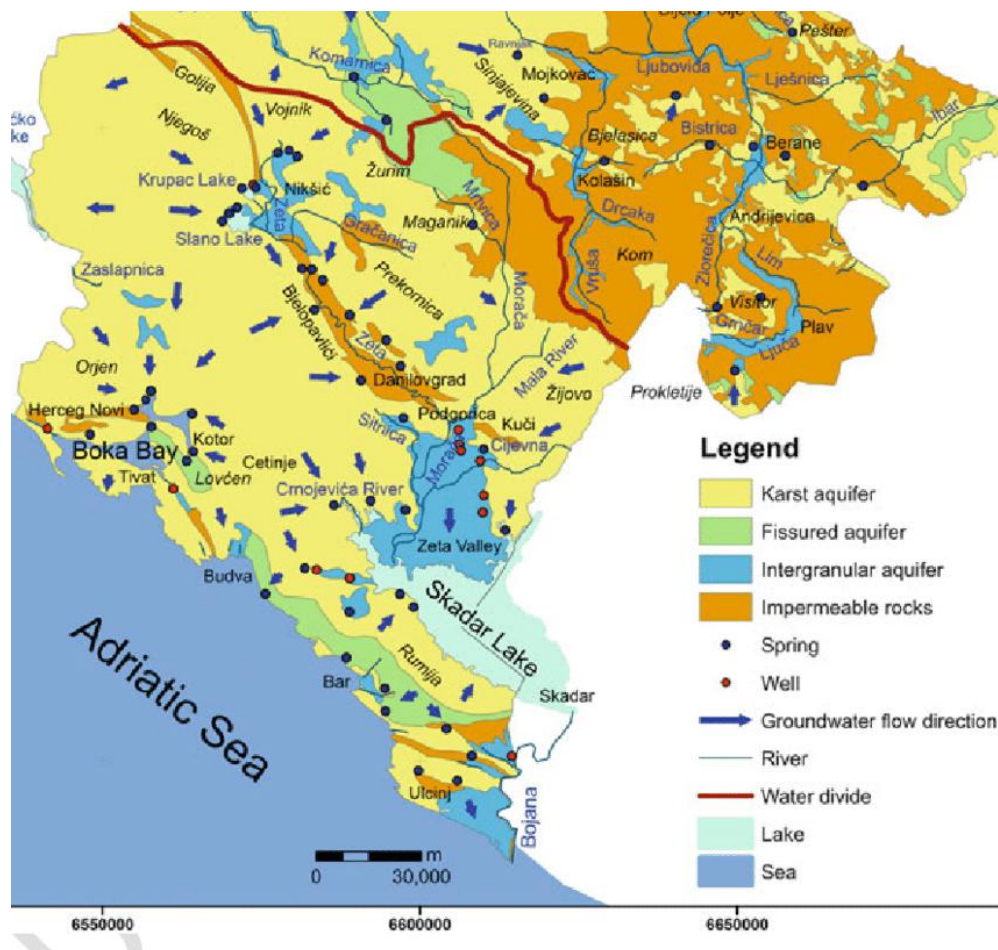 Bijelo Polje
Pešter
Ravnjak
Komarnica
Sinjajevina
Mojkovac
Ljuboviđa
Lješnica
Golija
Vojnik
Njegoš
Bjelasica
Bistrica
Ibar
Berane
Krupac Lake
Nikšić
Žurim
Kolašin
Slano Lake
Zeta
Gračanica
Maganik
Mrtvica
Drcaka
Andrijevica
Zaslapnica
Prekornica
Morača
Vruša
Kom
Zlorečica
Lim
Bjelopavlići
Visitor
Grnčar
Plav
Zeta
Ljuča
Orjen
Danilovgrad
Mala River
Žijovo
Prokletije
Herceg Novi
Podgorica
Kuči
Sitnica
Kotor
Boka Bay
Morača
Cijevna
Cetinje
Tivat
Lovćen
Crnojevića River
Zeta Valley
Budva
Skadar Lake
Adriatic Sea
Rumija
Bar
Skadar
Ulcinj
Bojana
Legend
Karst aquifer
Fissured aquifer
Intergranular aquifer
Impermeable rocks
Spring
Well
Groundwater flow direction
River
Water divide
Lake
Sea
m
0 30,000
6550000 6600000 6650000